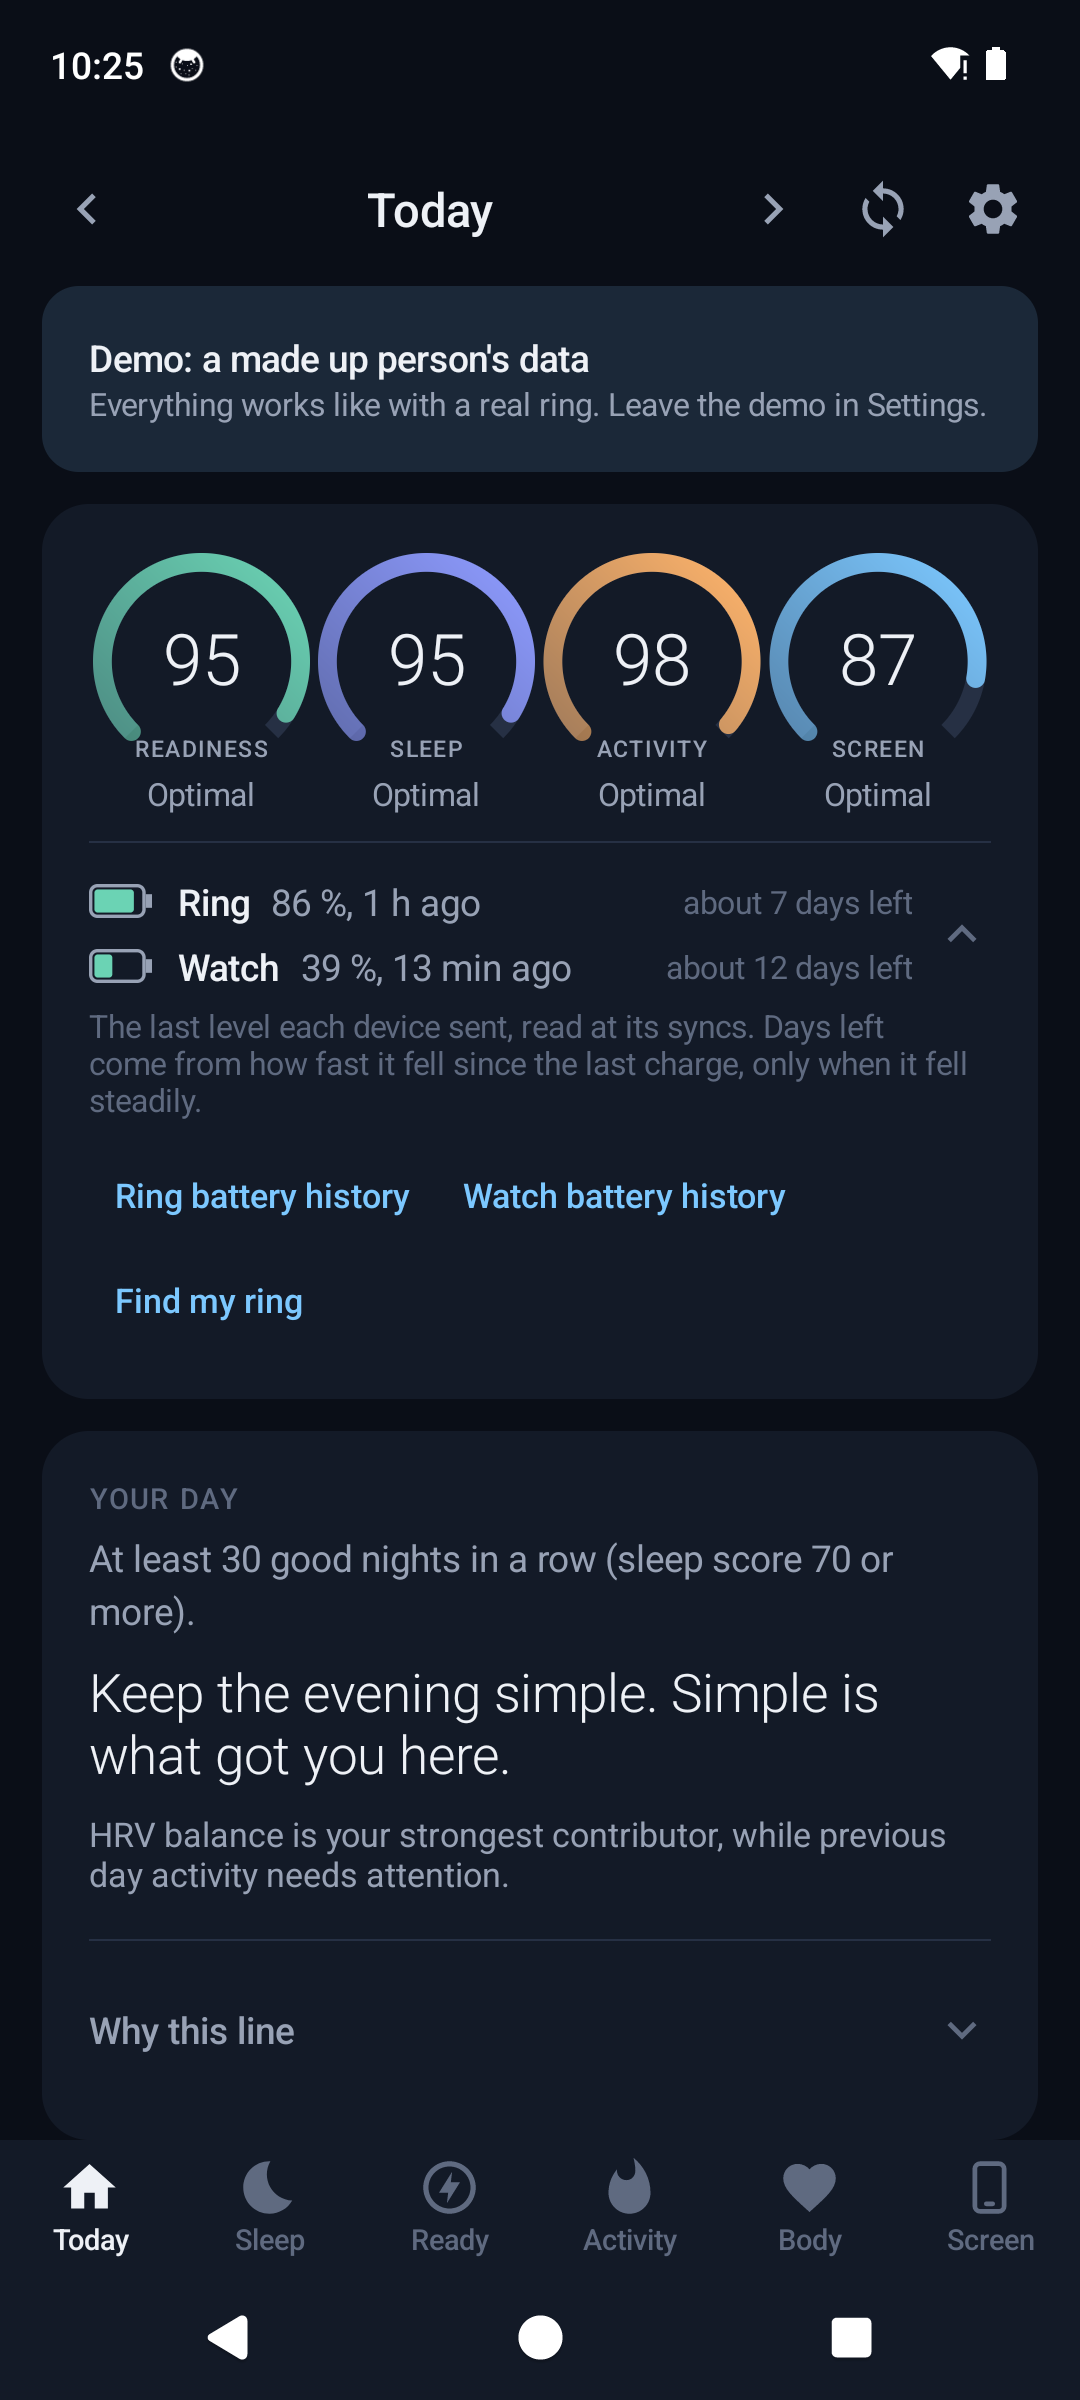 10:25
Today
Demo: a made up person's data
Everything works like with a real ring. Leave the demo in Settings.
95
95
98
87
READINESS
SLEEP
ACTIVITY
SCREEN
Optimal
Optimal
Optimal
Optimal
Ring 86 %, 1 h ago about 7 days left
Watch 39 %, 13 min ago about 12 days left
The last level each device sent, read at its syncs. Days left
come from how fast it fell since the last charge, only when it fell
steadily.
Ring battery history Watch battery history
Find my ring
YOUR DAY
At least 30 good nights in a row (sleep score 70 or
more).
Keep the evening simple. Simple is
what got you here.
HRV balance is your strongest contributor, while previous
day activity needs attention.
Why this line
Today Sleep Ready Activity Body Screen